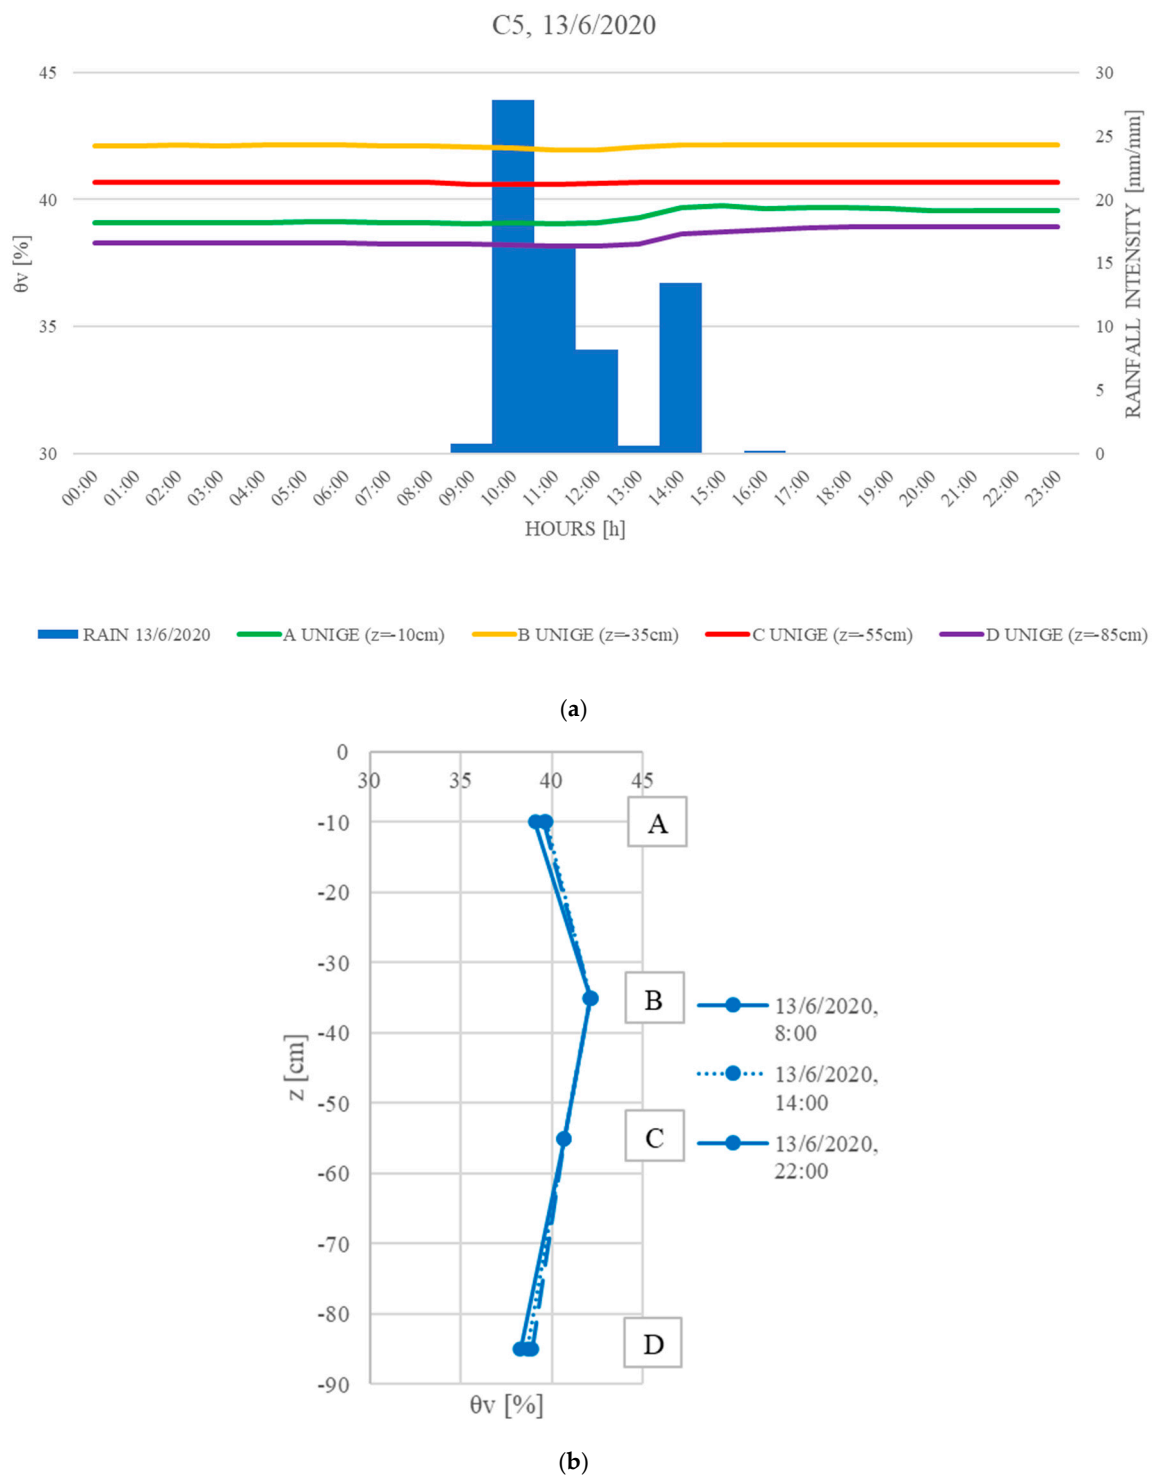 C5, 13/6/2020
45
40
35
30
θv [%]
30
25
20
15
10
5
0
RAINFALL INTENSITY [mm/mm]
00:00 01:00 02:00 03:00 04:00 05:00 06:00 07:00 08:00 09:00 10:00 11:00 12:00 13:00 14:00 15:00 16:00 17:00 18:00 19:00 20:00 21:00 22:00 23:00
HOURS [h]
RAIN 13/6/2020 A UNIGE (z=-10cm) B UNIGE (z=-35cm) C UNIGE (z=-55cm) D UNIGE (z=-85cm)
(a)
0
30 35 40 45
-10
-20
-30
-40
-50
-60
-70
-80
-90
z [cm]
A
B
C
D
13/6/2020,
8:00
13/6/2020,
14:00
13/6/2020,
22:00
θv [%]
(b)